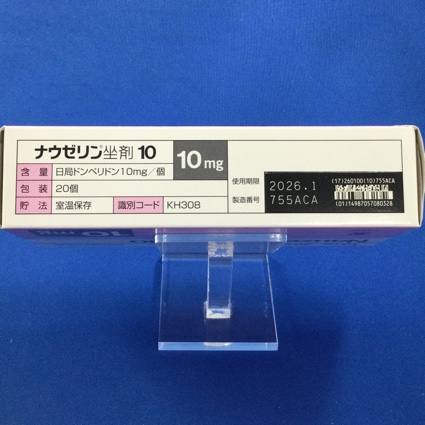 ナウゼリン®坐剤 10
10mg
含 量 日局ドンペリドン10mg/個
包 装 20個
貯 法 室温保存 識別コード KH308
使用期限 2026.1
製造番号 755ACA
(17)260100(10)755ACA
(01)14987057080328
10 mg